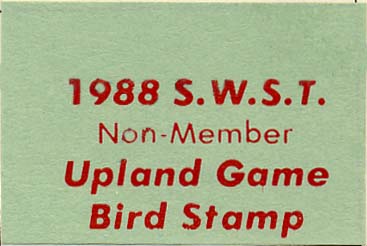 1988 S.W.S.T.
Non-Member
Upland Game
Bird Stamp